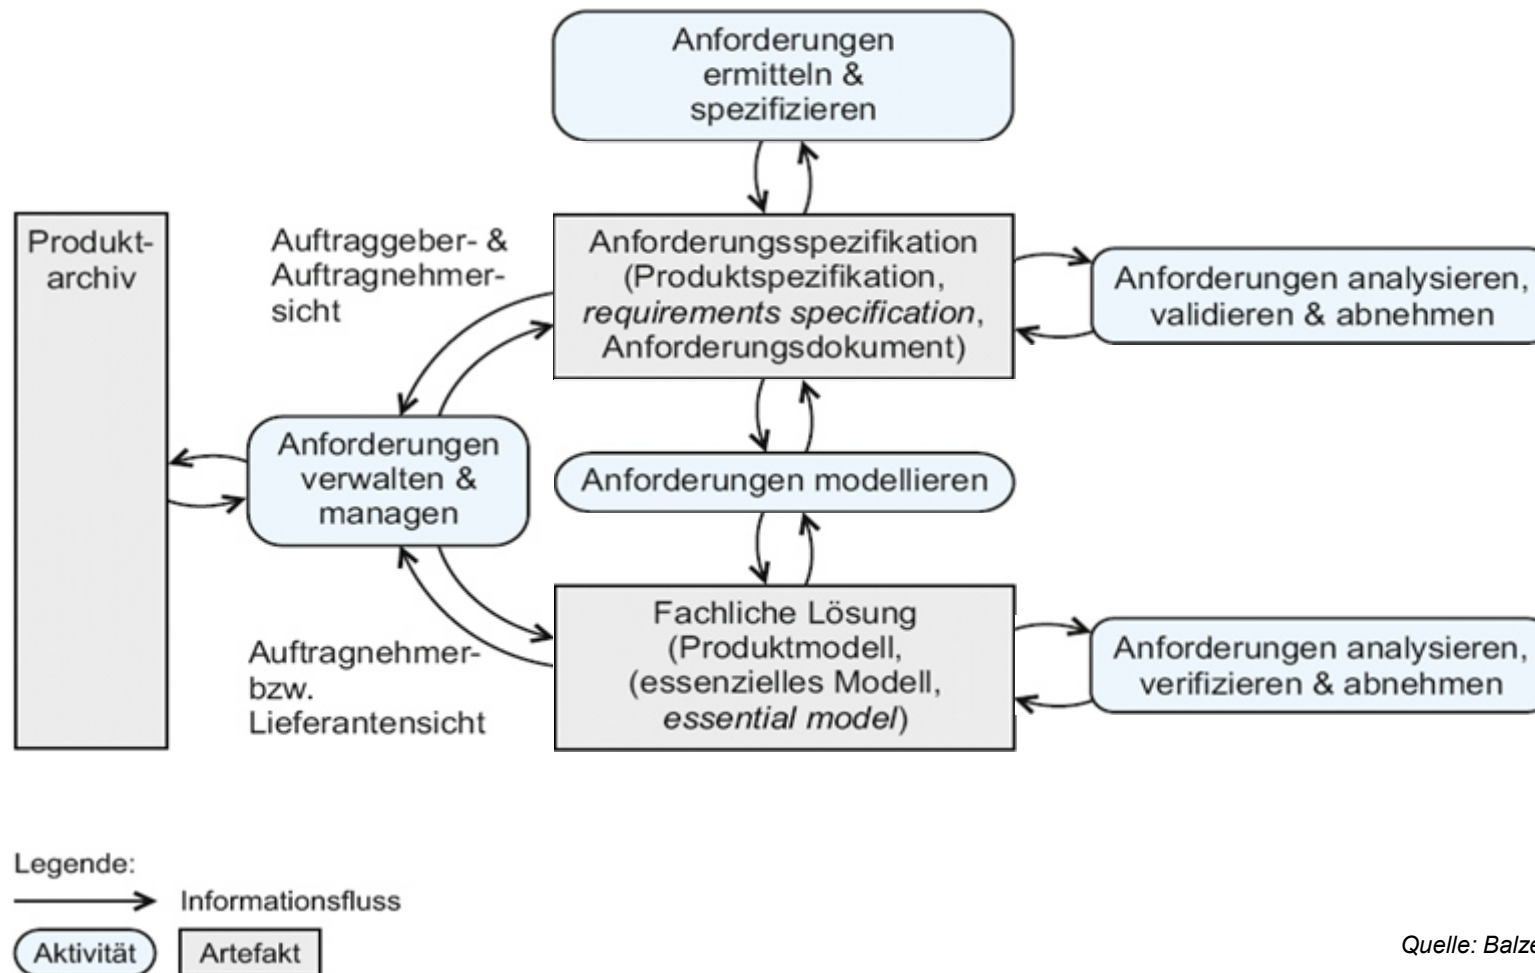 Anforderungen
ermitteln &
spezifizieren
Produkt-
archiv
Auftraggeber- &
Auftragnehmer-
sicht
Anforderungsspezifikation
(Produktspezifikation,
requirements specification,
Anforderungsdokument)
Anforderungen analysieren,
validieren & abnehmen
Anforderungen
verwalten &
managen
Anforderungen modellieren
Auftragnehmer-
bzw.
Lieferantensicht
Fachliche Lösung
(Produktmodell,
(essenzielles Modell,
essential model)
Anforderungen analysieren,
verifizieren & abnehmen
Legende:
Informationsfluss
Aktivität
Artefakt
Quelle: